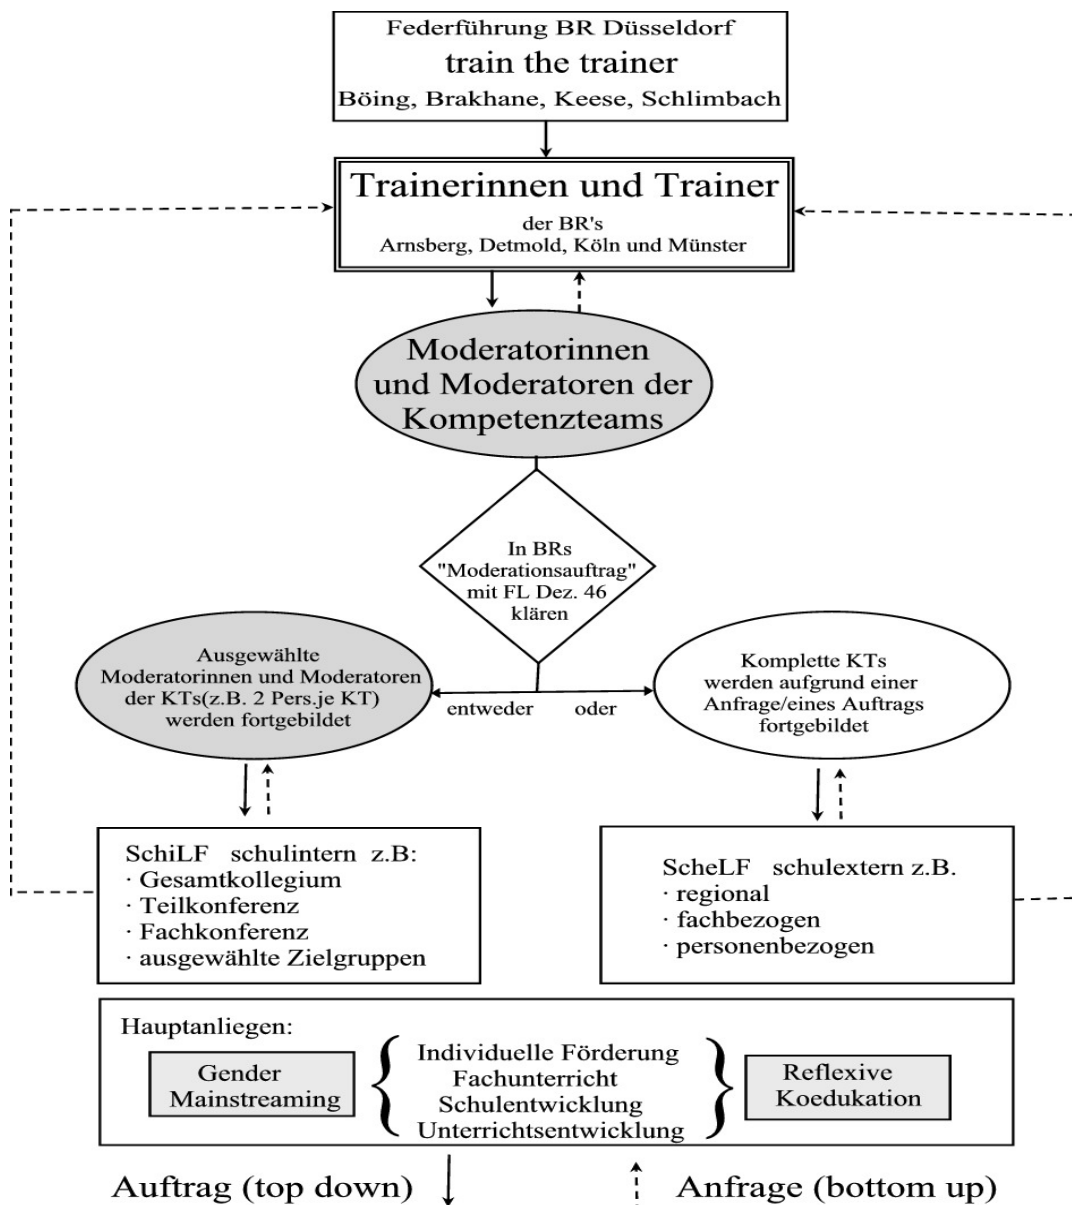 Federführung BR Düsseldorf
train the trainer
Böing, Brakhane, Keese, Schlimbach
Trainerinnen und Trainer
der BR's
Arnsberg, Detmold, Köln und Münster
Moderatorinnen
und Moderatoren der
Kompetenzteams
In BRs
"Moderationsauftrag"
mit FL Dez. 46
klären
Ausgewählte
Moderatorinnen und Moderatoren
der KTs(z.B. 2 Pers.je KT)
werden fortgebildet
entweder oder
Komplette KTs
werden aufgrund einer
Anfrage/eines Auftrags
fortgebildet
SchiLF schulintern z.B:
· Gesamtkollegium
· Teilkonferenz
· Fachkonferenz
· ausgewählte Zielgruppen
ScheLF schulextern z.B.
· regional
· fachbezogen
· personenbezogen
Hauptanliegen:
Gender
Mainstreaming
Individuelle Förderung
Fachunterricht
Schulentwicklung
Unterrichtsentwicklung
Reflexive
Koedukation
Auftrag (top down)
Anfrage (bottom up)